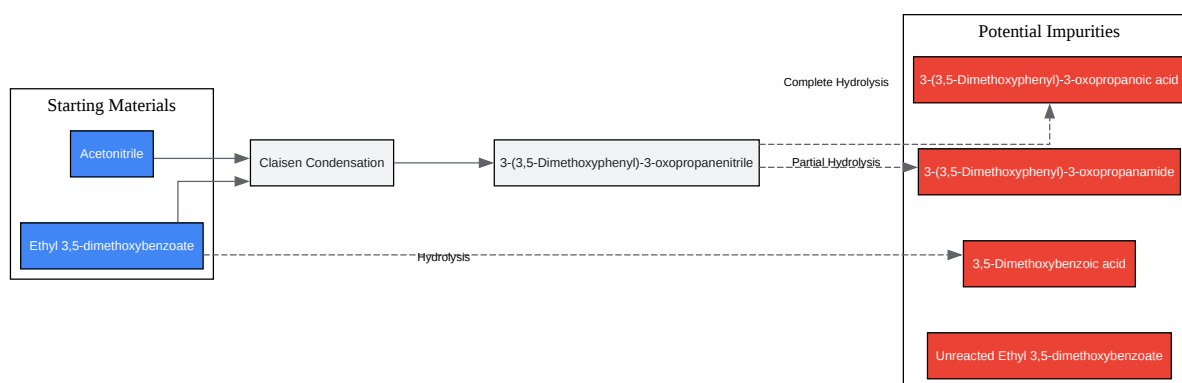 Potential Impurities
3-(3,5-Dimethoxyphenyl)-3-oxopropanoic acid
Complete Hydrolysis
Starting Materials
Acetonitrile
Claisen Condensation
3-(3,5-Dimethoxyphenyl)-3-oxopropanenitrile
Partial Hydrolysis
3-(3,5-Dimethoxyphenyl)-3-oxopropanamide
Ethyl 3,5-dimethoxybenzoate
Hydrolysis
3,5-Dimethoxybenzoic acid
Unreacted Ethyl 3,5-dimethoxybenzoate